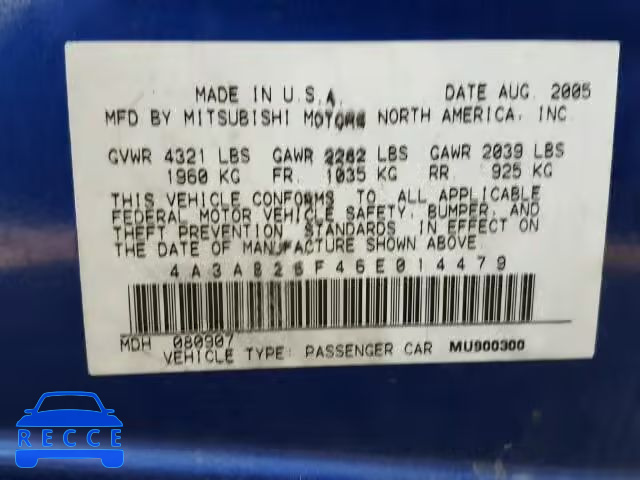 MADE IN U.S.A. DATE AUG. 2005
MFD BY MITSUBISHI MOTORS NORTH AMERICA, INC.
GVWR 4321 LBS GAWR 2282 LBS GAWR 2039 LBS
1960 KG FR. 1035 KG RR. 925 KG
THIS VEHICLE CONFORMS TO ALL APPLICABLE
FEDERAL MOTOR VEHICLE SAFETY, BUMPER, AND
THEFT PREVENTION STANDARDS IN EFFECT ON
THE DATE OF MANUFACTURE SHOWN ABOVE.
4A3AB26F46E014479
MDH 080907
VEHICLE TYPE: PASSENGER CAR MU900300
RECCE